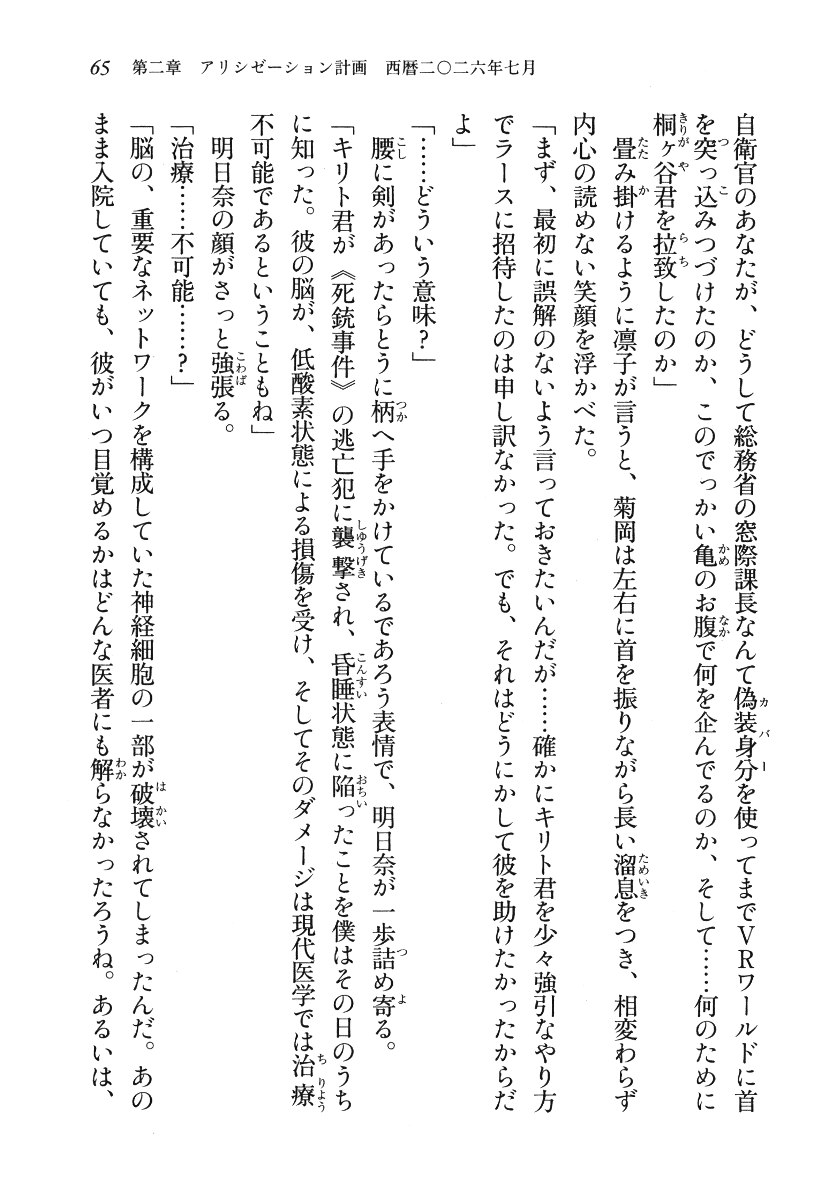 65　第二章　アリシゼーション計画　西暦二〇二六年七月
自衛官のあなたが、どうして総務省の窓際課長なんて偽装身分を使ってまでＶＲワールドに首
を突っ込みつづけたのか、このでっかい亀のお腹で何を企んでるのか、そして……何のために
桐ヶ谷君を拉致したのか」
　畳み掛けるように凛子が言うと、菊岡は左右に首を振りながら長い溜息をつき、相変わらず
内心の読めない笑顔を浮かべた。
「まず、最初に誤解のないよう言っておきたいんだが……確かにキリト君を少々強引なやり方
でラースに招待したのは申し訳なかった。でも、それはどうにかして彼を助けたかったからだ
よ」
「……どういう意味？」
　腰に剣があったらとうに柄へ手をかけているであろう表情で、明日奈が一歩詰め寄る。
「キリト君が《死銃事件》の逃亡犯に襲撃され、昏睡状態に陥ったことを僕はその日のうち
に知った。彼の脳が、低酸素状態による損傷を受け、そしてそのダメージは現代医学では治療
不可能であるということもね」
　明日奈の顔がさっと強張る。
「治療……不可能……？」
「脳の、重要なネットワークを構成していた神経細胞の一部が破壊されてしまったんだ。あの
まま入院していても、彼がいつ目覚めるかはどんな医者にも解らなかったろうね。あるいは、